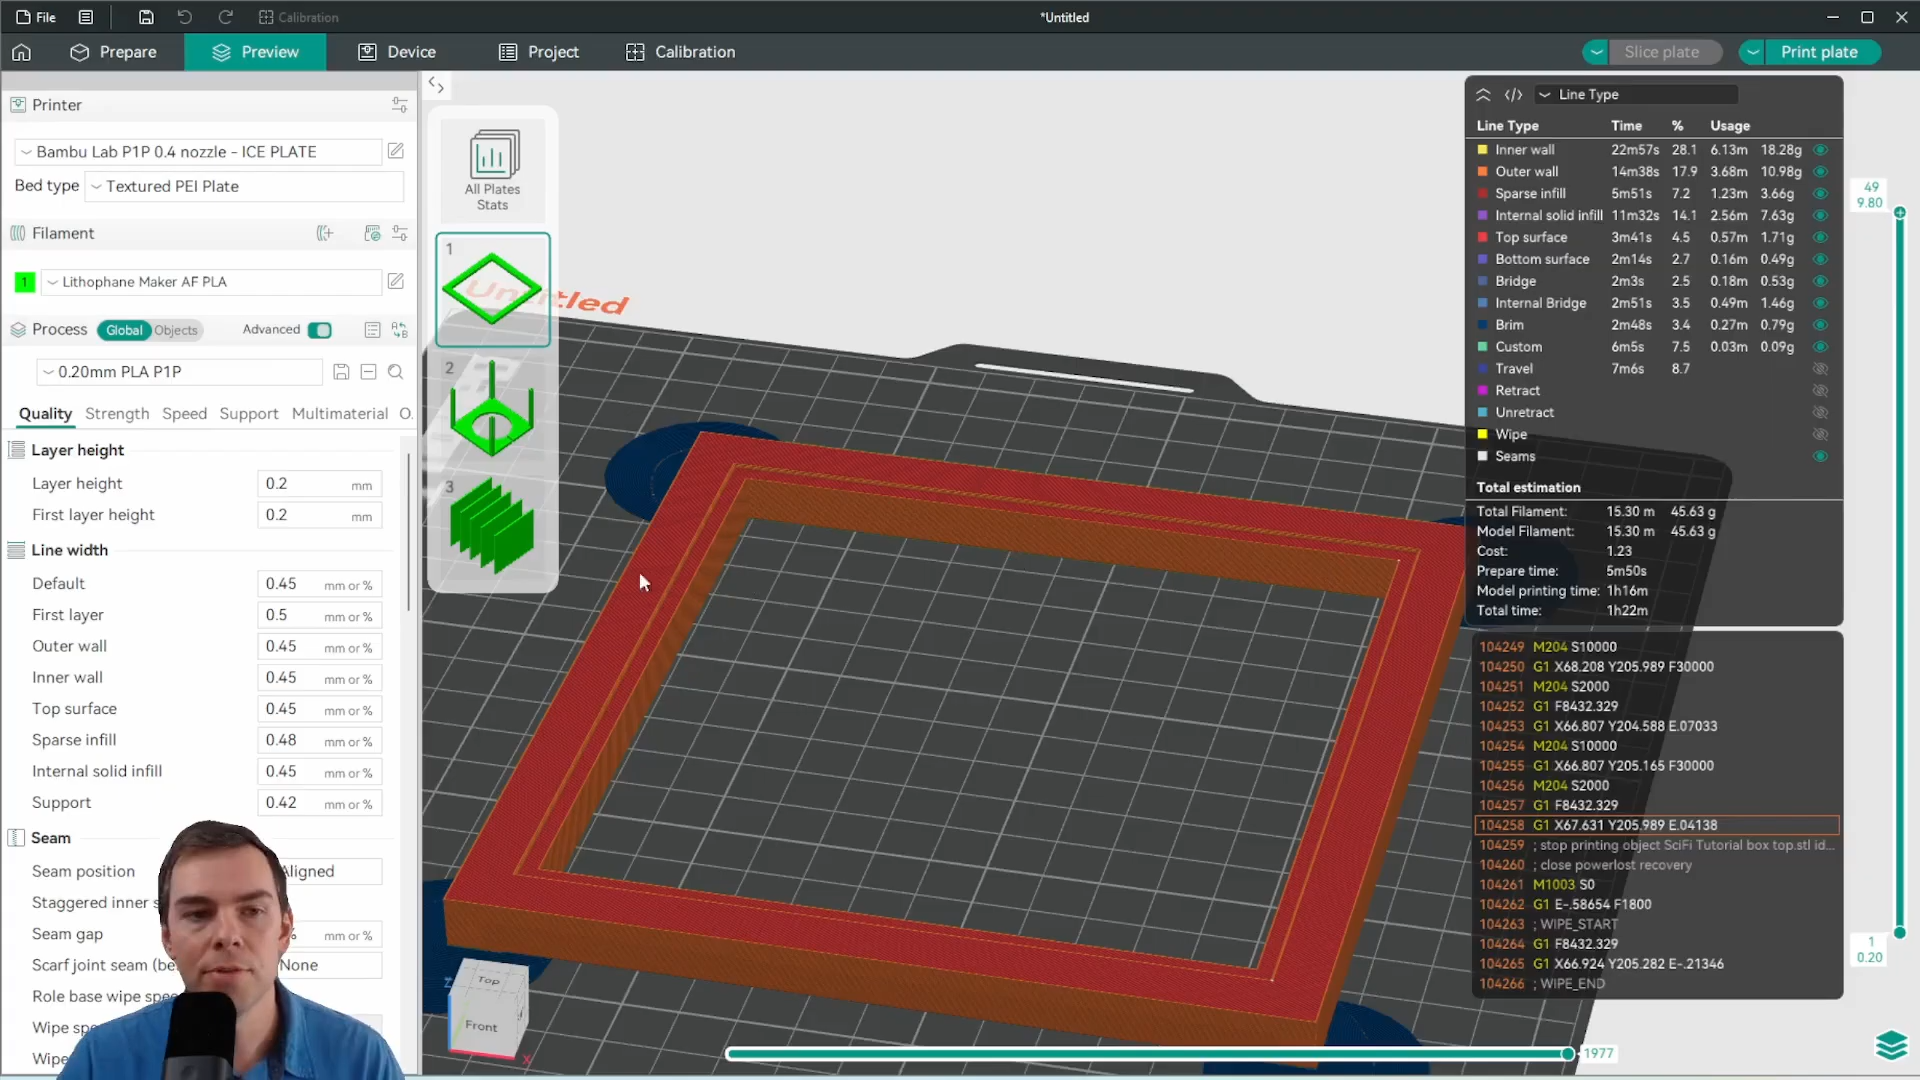 File
Calibration
*Untitled
Prepare
Preview
Device
Project
Calibration
Slice plate
Print plate
Printer
Bambu Lab P1P 0.4 nozzle - ICE PLATE
Bed type
Textured PEI Plate
Filament
1
Lithophane Maker AF PLA
Process
Global
Objects
Advanced
0.20mm PLA P1P
Quality
Strength
Speed
Support
Multimaterial
O.
Layer height
Layer height 0.2 mm
First layer height 0.2 mm
Line width
Default 0.45 mm or %
First layer 0.5 mm or %
Outer wall 0.45 mm or %
Inner wall 0.45 mm or %
Top surface 0.45 mm or %
Sparse infill 0.48 mm or %
Internal solid infill 0.45 mm or %
Support 0.42 mm or %
Seam
Seam position Aligned
Staggered inner s
Seam gap % mm or %
Scarf joint seam (be None
Role base wipe spe
Wipe spe
Wipe
All Plates
Stats
1
2
3
Untitled
Top
Front
Z
X
Line Type
Line Type Time % Usage
Inner wall 22m57s 28.1 6.13m 18.28g
Outer wall 14m38s 17.9 3.68m 10.98g
Sparse infill 5m51s 7.2 1.23m 3.66g
Internal solid infill 11m32s 14.1 2.56m 7.63g
Top surface 3m41s 4.5 0.57m 1.71g
Bottom surface 2m14s 2.7 0.16m 0.49g
Bridge 2m3s 2.5 0.18m 0.53g
Internal Bridge 2m51s 3.5 0.49m 1.46g
Brim 2m48s 3.4 0.27m 0.79g
Custom 6m5s 7.5 0.03m 0.09g
Travel 7m6s 8.7
Retract
Unretract
Wipe
Seams
Total estimation
Total Filament: 15.30 m 45.63 g
Model Filament: 15.30 m 45.63 g
Cost: 1.23
Prepare time: 5m50s
Model printing time: 1h16m
Total time: 1h22m
104249 M204 S10000
104250 G1 X68.208 Y205.989 F30000
104251 M204 S2000
104252 G1 F8432.329
104253 G1 X66.807 Y204.588 E.07033
104254 M204 S10000
104255 G1 X66.807 Y205.165 F30000
104256 M204 S2000
104257 G1 F8432.329
104258 G1 X67.631 Y205.989 E.04138
104259 ; stop printing object SciFi Tutorial box top.stl id...
104260 ; close powerlost recovery
104261 M1003 S0
104262 G1 E-.58654 F1800
104263 ; WIPE_START
104264 G1 F8432.329
104265 G1 X66.924 Y205.282 E-.21346
104266 ; WIPE_END
49
9.80
1
0.20
1977